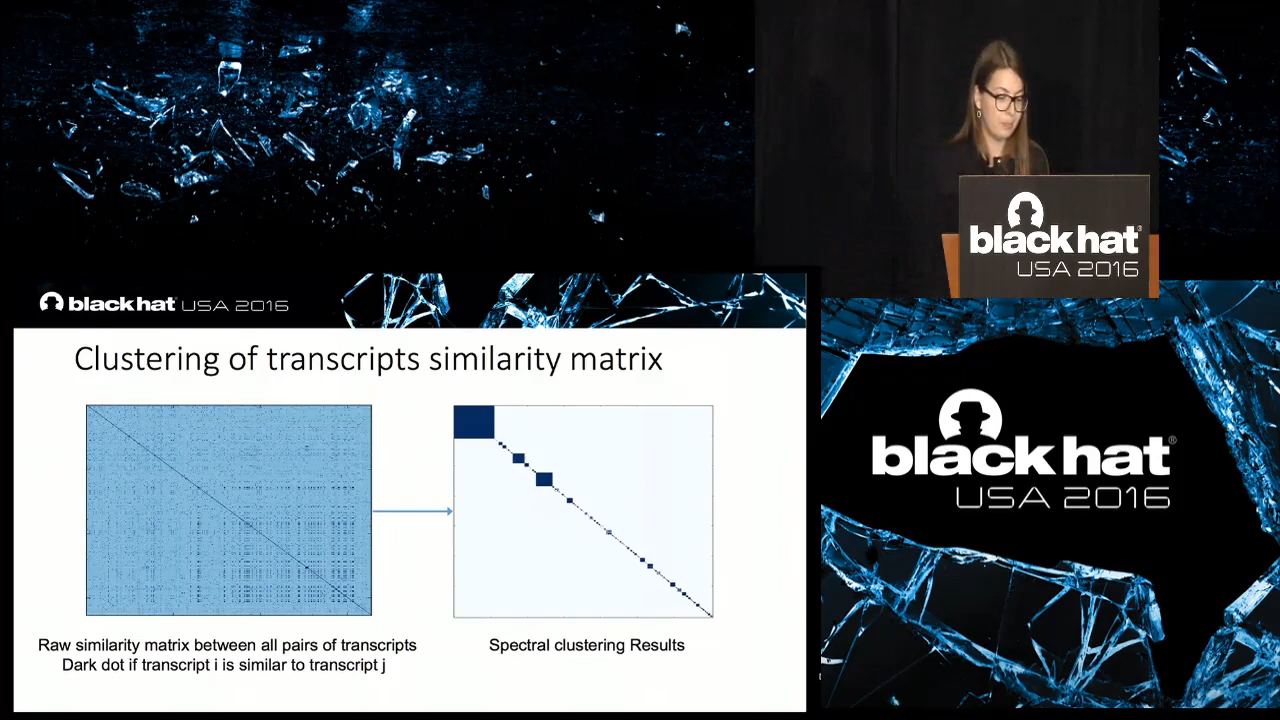 black hat
USA 2016
black hat USA 2016
Clustering of transcripts similarity matrix
Raw similarity matrix between all pairs of transcripts
Dark dot if transcript i is similar to transcript j
Spectral clustering Results
black hat®
USA 2016